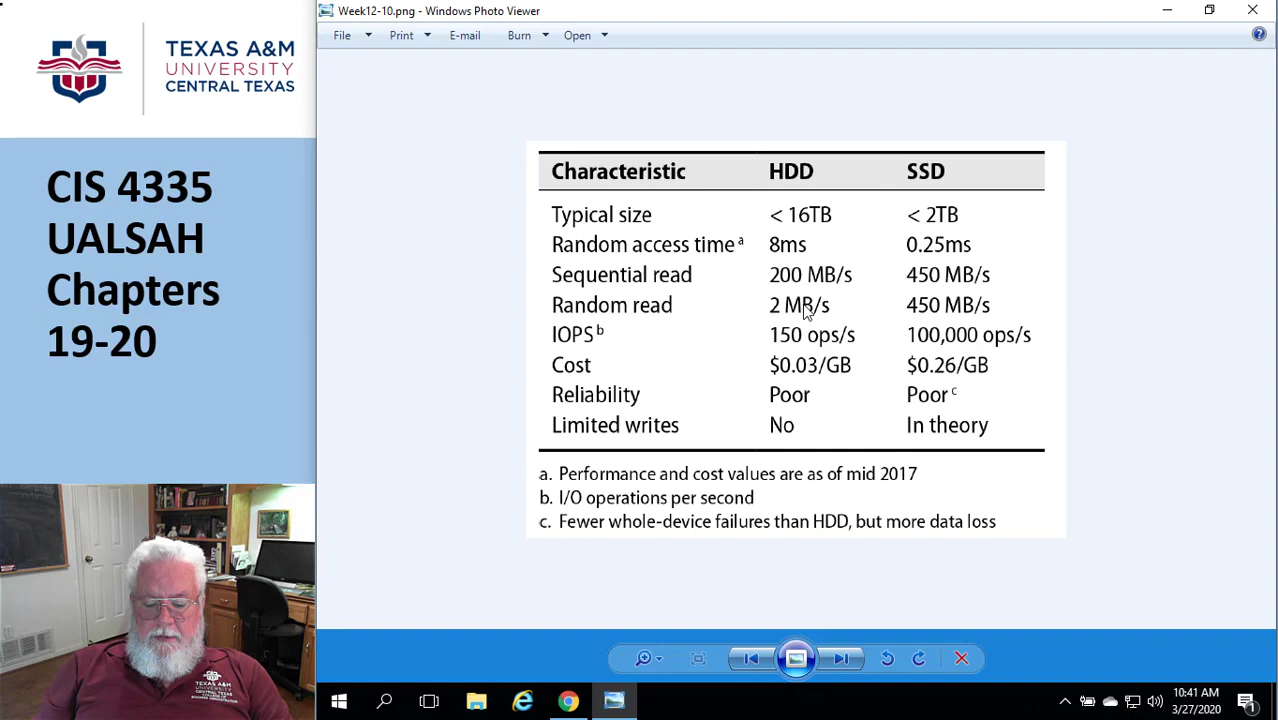 TEXAS A&M
UNIVERSITY
CENTRAL TEXAS
CIS 4335
UALSAH
Chapters
19-20
Week12-10.png - Windows Photo Viewer
File Print E-mail Burn Open
Characteristic HDD SSD
Typical size < 16TB < 2TB
Random access time a 8ms 0.25ms
Sequential read 200 MB/s 450 MB/s
Random read 2 MB/s 450 MB/s
IOPS b 150 ops/s 100,000 ops/s
Cost $0.03/GB $0.26/GB
Reliability Poor Poor c
Limited writes No In theory
a. Performance and cost values are as of mid 2017
b. I/O operations per second
c. Fewer whole-device failures than HDD, but more data loss
TEXAS A&M
UNIVERSITY
CENTRAL TEXAS
10:41 AM
3/27/2020
1